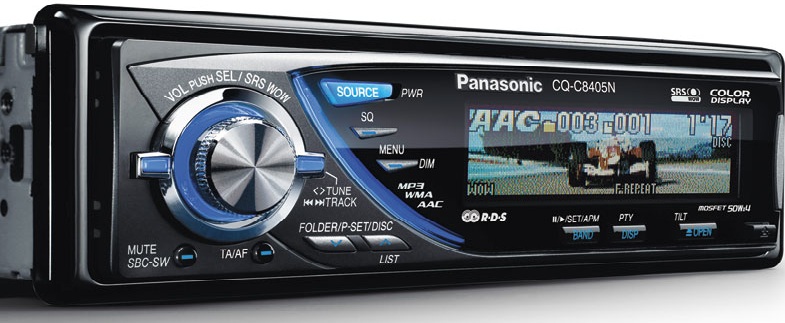 VOL PUSH SEL / SRS WOW
SOURCE PWR
SQ
MENU
DIM
MP3
WMA
AAC
< > TUNE
⏮ ⏭ TRACK
FOLDER/P-SET/DISC
LIST
MUTE
SBC-SW
TA/AF
Panasonic CQ-C8405N
SRS(●)
WOW
COLOR
DISPLAY
AAC 003 001 1'17
DISC
WOW
F.REPEAT
R·D·S
MOSFET 50W×4
⏸/▶/SET/APM
BAND
PTY
DISP
TILT
⏏OPEN